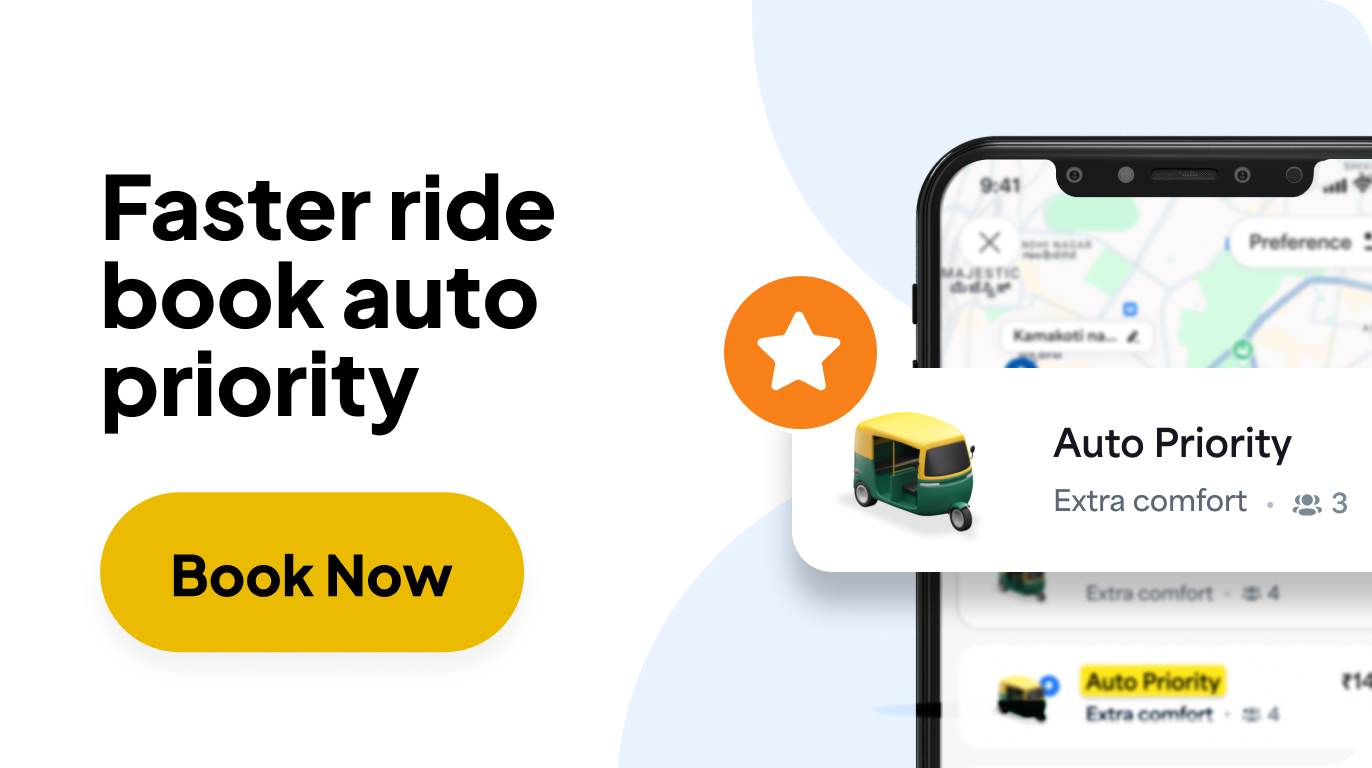 Faster ride
book auto
priority
Book Now
9:41
Preference
MAJESTIC
ಮೆಜೆಸ್ಟಿಕ್
Kamakoti na...
Auto Priority
Extra comfort • 3
Extra comfort • 4
Auto Priority
₹14
Extra comfort • 4